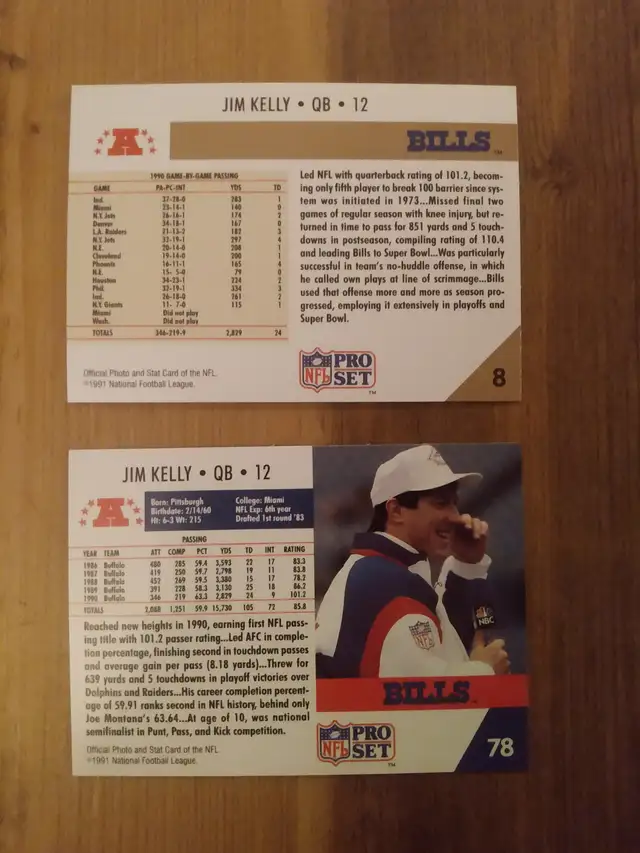 JIM KELLY • QB • 12
A
BILLS™
1990 GAME-BY-GAME PASSING
GAME PA-PC-INT YDS TD
Ind. 37-28-0 283 1
Miami 23-14-1 140 0
N.Y. Jets 26-16-1 174 2
Denver 34-18-1 167 0
L.A. Raiders 21-13-2 182 3
N.Y. Jets 32-19-1 297 4
N.E. 20-14-0 208 1
Cleveland 19-14-0 200 1
Phoenix 16-11-1 165 4
N.E. 15- 5-0 79 0
Houston 34-23-1 224 2
Phil. 32-19-1 334 3
Ind. 26-18-0 261 2
N.Y. Giants 11- 7-0 115 1
Miami Did not play
Wash. Did not play
TOTALS 346-219-9 2,829 24
Led NFL with quarterback rating of 101.2, becom-
ing only fifth player to break 100 barrier since sys-
tem was initiated in 1973...Missed final two
games of regular season with knee injury, but re-
turned in time to pass for 851 yards and 5 touch-
downs in postseason, compiling rating of 110.4
and leading Bills to Super Bowl...Was particularly
successful in team's no-huddle offense, in which
he called own plays at line of scrimmage...Bills
used that offense more and more as season pro-
gressed, employing it extensively in playoffs and
Super Bowl.
Official Photo and Stat Card of the NFL.
©1991 National Football League.
NFL PRO SET™
8
JIM KELLY • QB • 12
A
Born: Pittsburgh College: Miami
Birthdate: 2/14/60 NFL Exp: 6th year
Ht: 6-3 Wt: 215 Drafted 1st round '83
PASSING
YEAR TEAM ATT COMP PCT YDS TD INT RATING
1986 Buffalo 480 285 59.4 3,593 22 17 83.3
1987 Buffalo 419 250 59.7 2,798 19 11 83.8
1988 Buffalo 452 269 59.5 3,380 15 17 78.2
1989 Buffalo 391 228 58.3 3,130 25 18 86.2
1990 Buffalo 346 219 63.3 2,829 24 9 101.2
TOTALS 2,088 1,251 59.9 15,730 105 72 85.8
Reached new heights in 1990, earning first NFL pass-
ing title with 101.2 passer rating...Led AFC in comple-
tion percentage, finishing second in touchdown passes
and average gain per pass (8.18 yards)...Threw for
639 yards and 5 touchdowns in playoff victories over
Dolphins and Raiders...His career completion percent-
age of 59.91 ranks second in NFL history, behind only
Joe Montana's 63.64...At age of 10, was national
semifinalist in Punt, Pass, and Kick competition.
Official Photo and Stat Card of the NFL
©1991 National Football League.
NBC
NFL
BILLS™
NFL PRO SET™
78